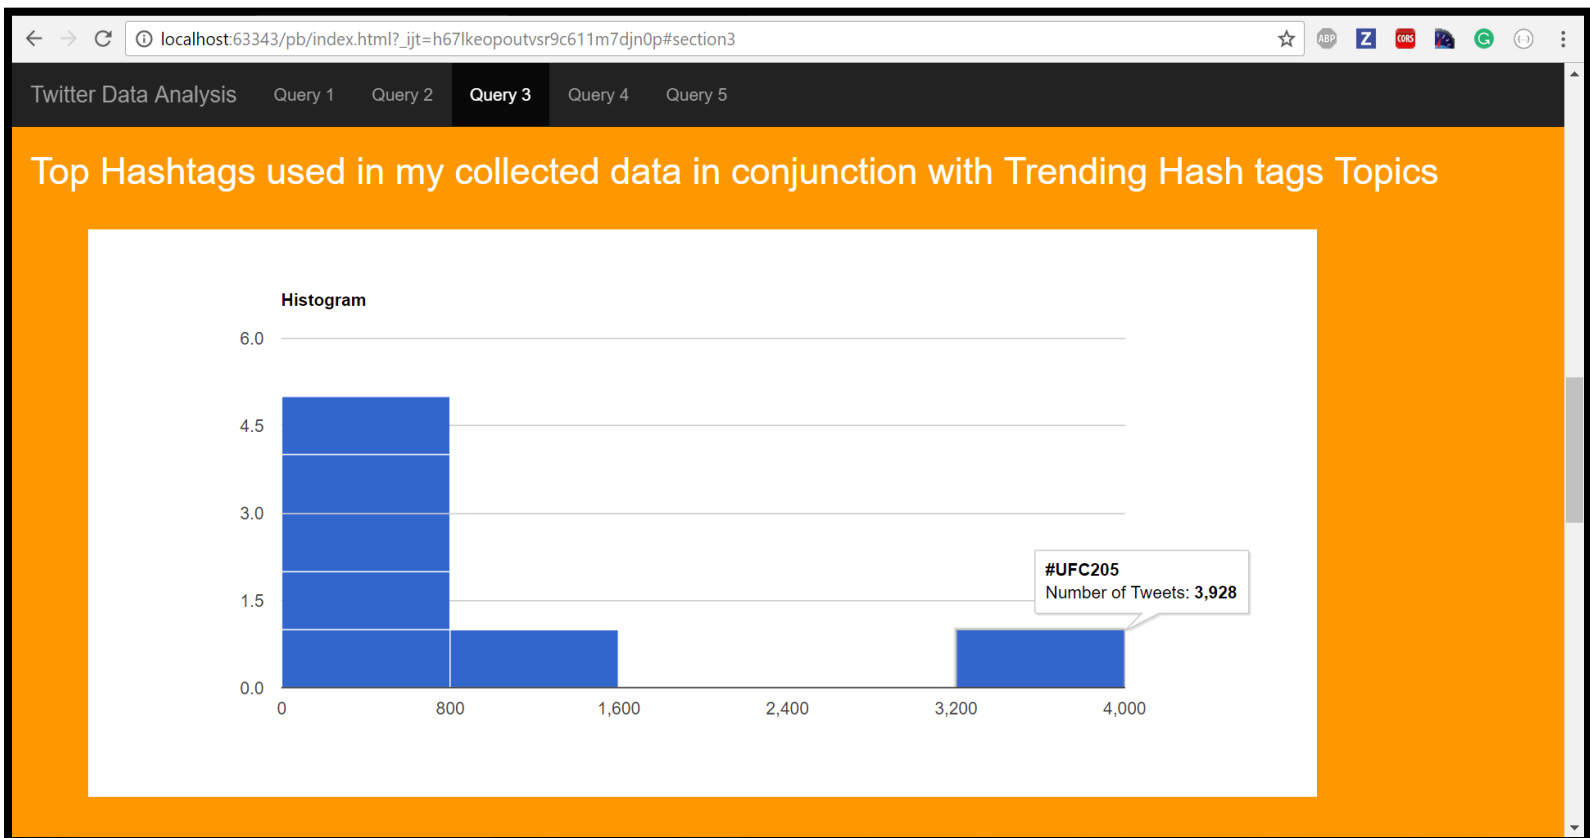 localhost:63343/pb/index.html?_ijt=h67lkeopoutvsr9c611m7djn0p#section3
ABP Z CORS G
Twitter Data Analysis Query 1 Query 2 Query 3 Query 4 Query 5
Top Hashtags used in my collected data in conjunction with Trending Hash tags Topics
Histogram
6.0
4.5
3.0
1.5
0.0
#UFC205
Number of Tweets: 3,928
0 800 1,600 2,400 3,200 4,000